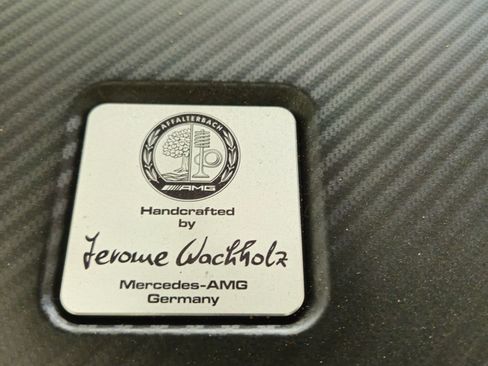 AFFALTERBACH
AMG
Handcrafted
by
Jerome Wachholz
Mercedes-AMG
Germany